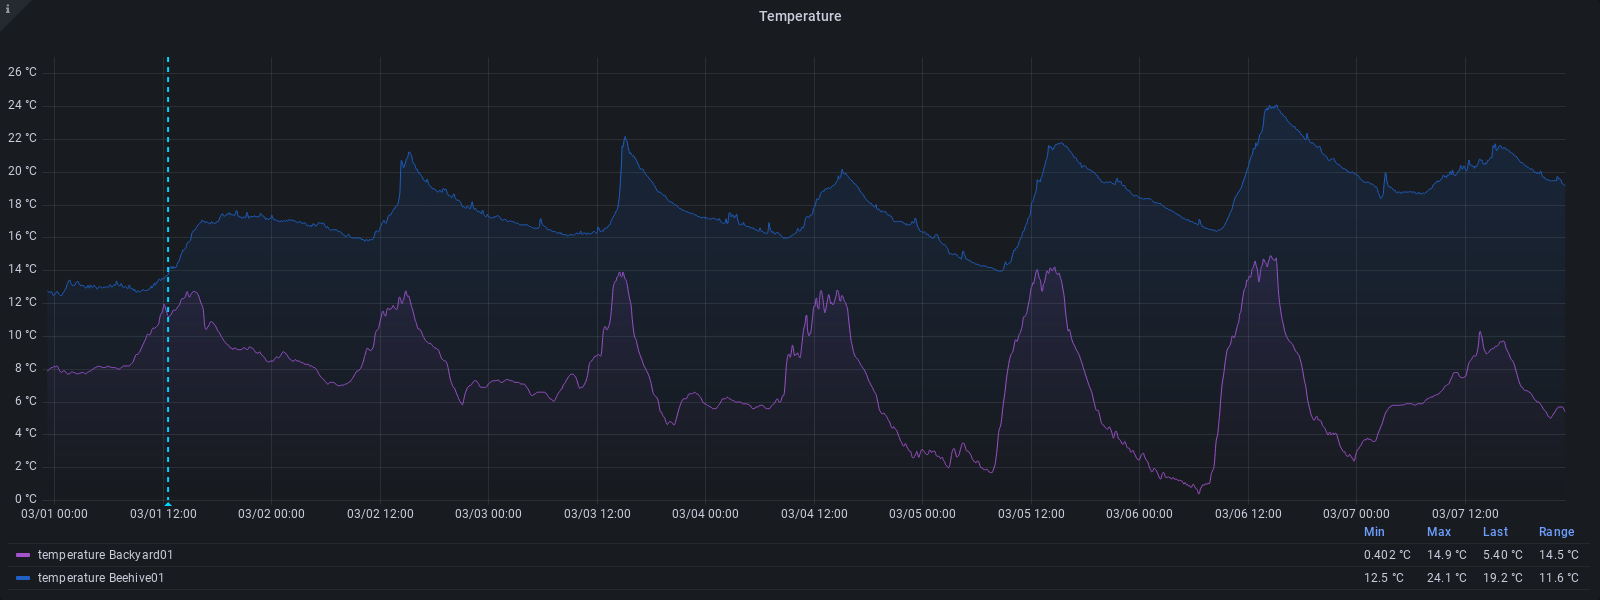 i
Temperature
26 °C
24 °C
22 °C
20 °C
18 °C
16 °C
14 °C
12 °C
10 °C
8 °C
6 °C
4 °C
2 °C
0 °C
03/01 00:00 03/01 12:00 03/02 00:00 03/02 12:00 03/03 00:00 03/03 12:00 03/04 00:00 03/04 12:00 03/05 00:00 03/05 12:00 03/06 00:00 03/06 12:00 03/07 00:00 03/07 12:00
Min Max Last Range
temperature Backyard01 0.402 °C 14.9 °C 5.40 °C 14.5 °C
temperature Beehive01 12.5 °C 24.1 °C 19.2 °C 11.6 °C